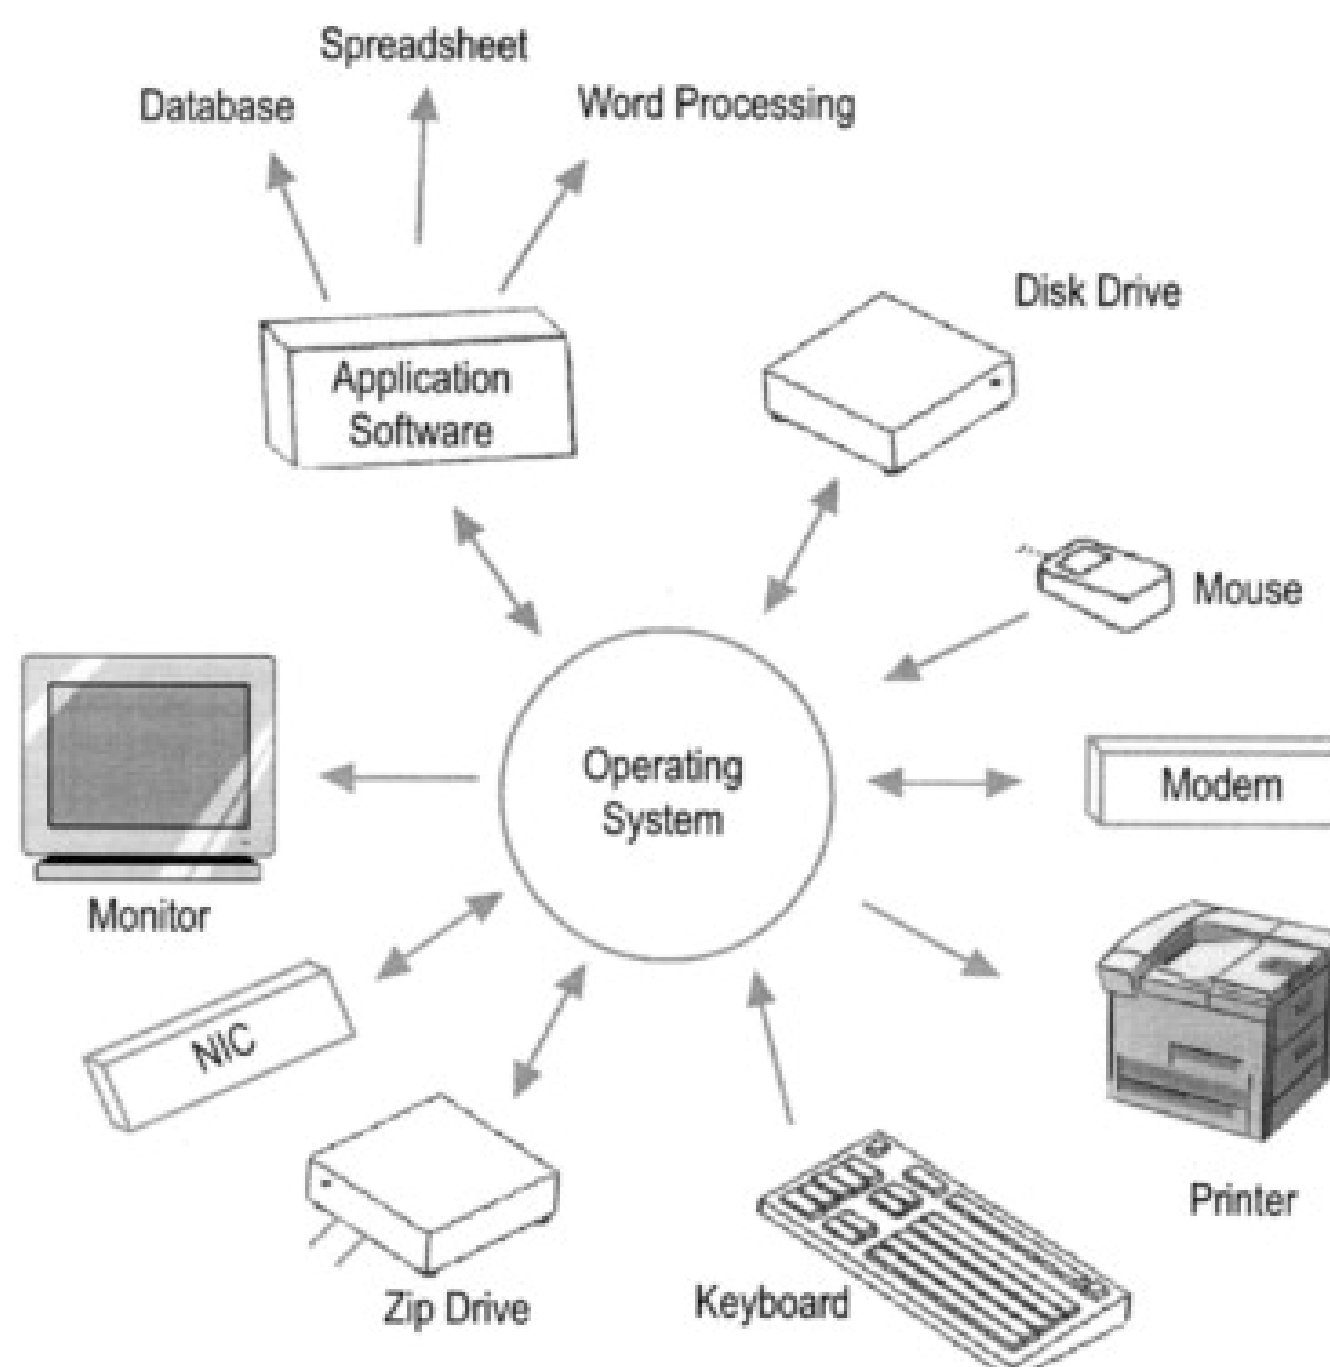 Spreadsheet
Database
Word Processing
Disk Drive
Application
Software
Mouse
Operating
System
Modem
Monitor
NIC
Printer
Zip Drive
Keyboard